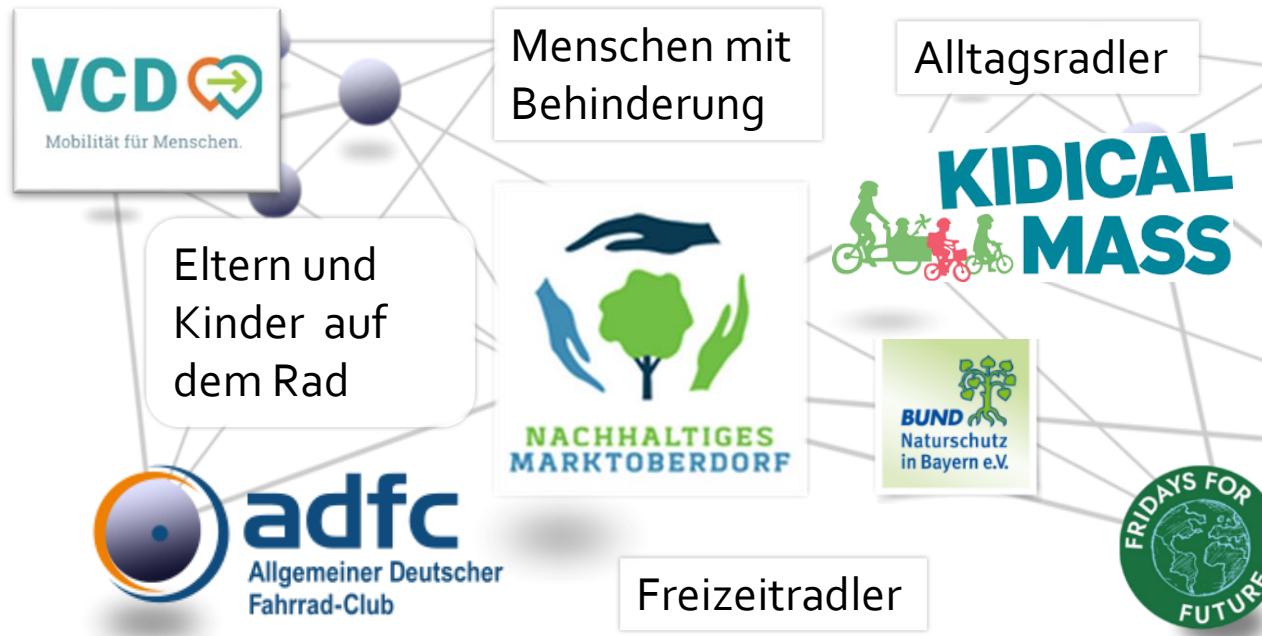 VCD
Mobilität für Menschen.
Menschen mit
Behinderung
Alltagsradler
KIDICAL
MASS
Eltern und
Kinder auf
dem Rad
NACHHALTIGES
MARKTOBERDORF
BUND
Naturschutz
in Bayern e.V.
adfc
Allgemeiner Deutscher
Fahrrad-Club
Freizeitradler
FRIDAYS FOR
FUTURE